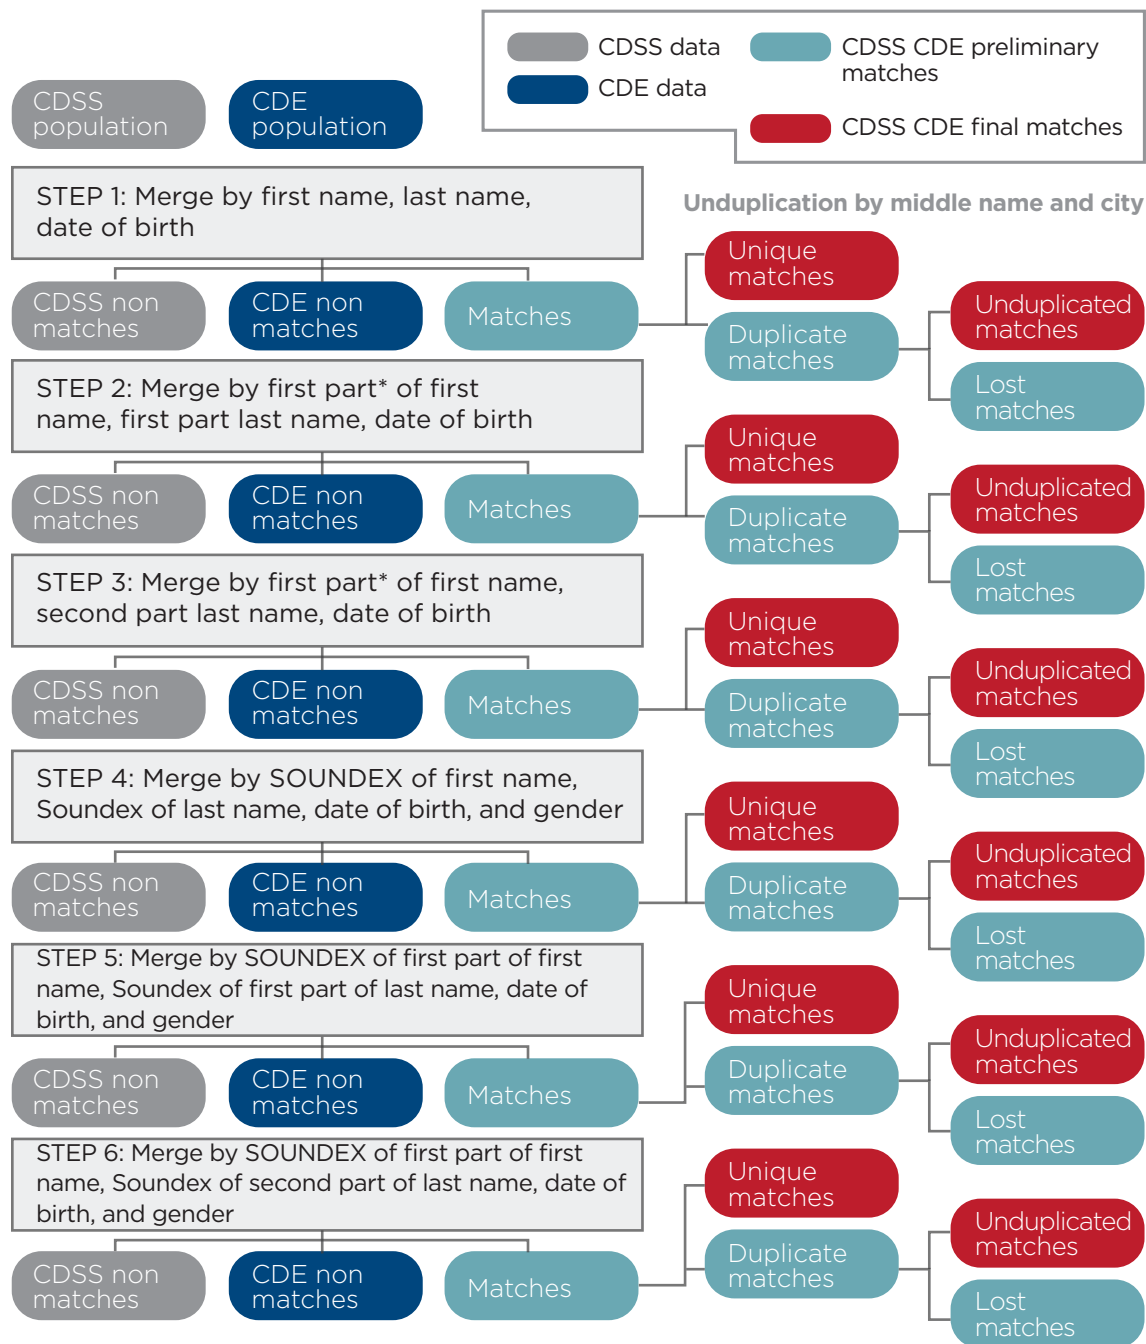 CDSS data
CDE data
CDSS CDE preliminary
matches
CDSS CDE final matches
CDSS
population
CDE
population
STEP 1: Merge by first name, last name,
date of birth
Unduplication by middle name and city
CDSS non
matches
CDE non
matches
Matches
Unique
matches
Duplicate
matches
Unduplicated
matches
Lost
matches
STEP 2: Merge by first part* of first
name, first part last name, date of birth
CDSS non
matches
CDE non
matches
Matches
Unique
matches
Duplicate
matches
Unduplicated
matches
Lost
matches
STEP 3: Merge by first part* of first name,
second part last name, date of birth
CDSS non
matches
CDE non
matches
Matches
Unique
matches
Duplicate
matches
Unduplicated
matches
Lost
matches
STEP 4: Merge by SOUNDEX of first name,
Soundex of last name, date of birth, and gender
CDSS non
matches
CDE non
matches
Matches
Unique
matches
Duplicate
matches
Unduplicated
matches
Lost
matches
STEP 5: Merge by SOUNDEX of first part of first
name, Soundex of first part of last name, date of
birth, and gender
CDSS non
matches
CDE non
matches
Matches
Unique
matches
Duplicate
matches
Unduplicated
matches
Lost
matches
STEP 6: Merge by SOUNDEX of first part of first
name, Soundex of second part of last name, date of
birth, and gender
CDSS non
matches
CDE non
matches
Matches
Unique
matches
Duplicate
matches
Unduplicated
matches
Lost
matches